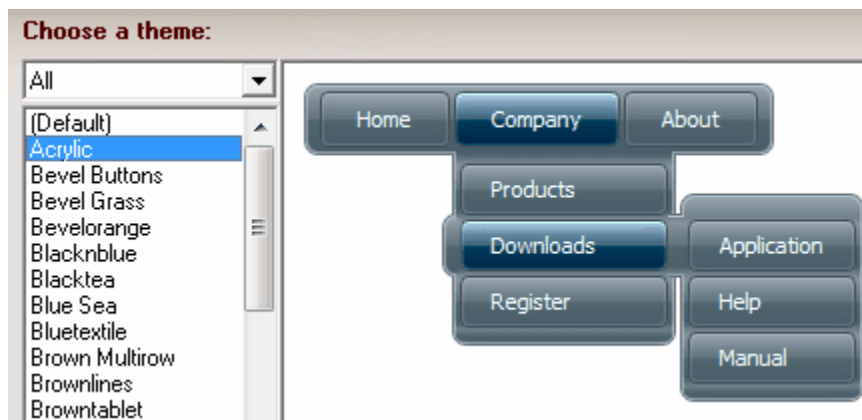 Choose a theme:
All
(Default)
Acrylic
Bevel Buttons
Bevel Grass
Bevelorange
Blacknblue
Blacktea
Blue Sea
Bluetextile
Brown Multirow
Brownlines
Browntablet
Home Company About
Products
Downloads
Register
Application
Help
Manual